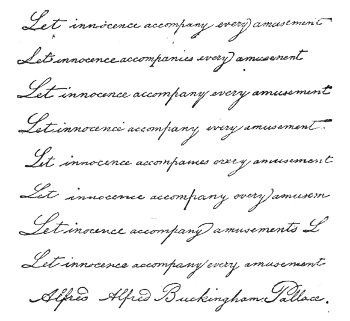 Let innocence accompany every amusement
Let innocence accompanies every amusement
Let innocence accompany every amusement
Let innocence accompany every amusement.
Let innocence accompanies every amusement
Let innocence accompany every amusem
Let inocence accompany amusements L
Let innocence accompany every amusement
Alfred Alfred Buckingham Pallace.